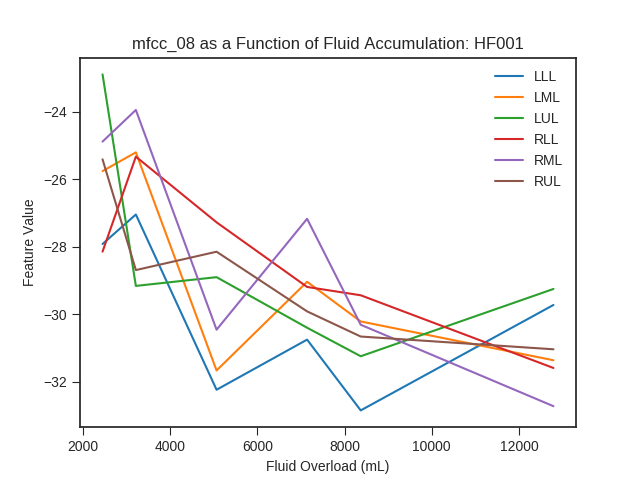 mfcc_08 as a Function of Fluid Accumulation: HF001
LLL
LML
LUL
RLL
RML
RUL
Feature Value
−24
−26
−28
−30
−32
2000 4000 6000 8000 10000 12000
Fluid Overload (mL)